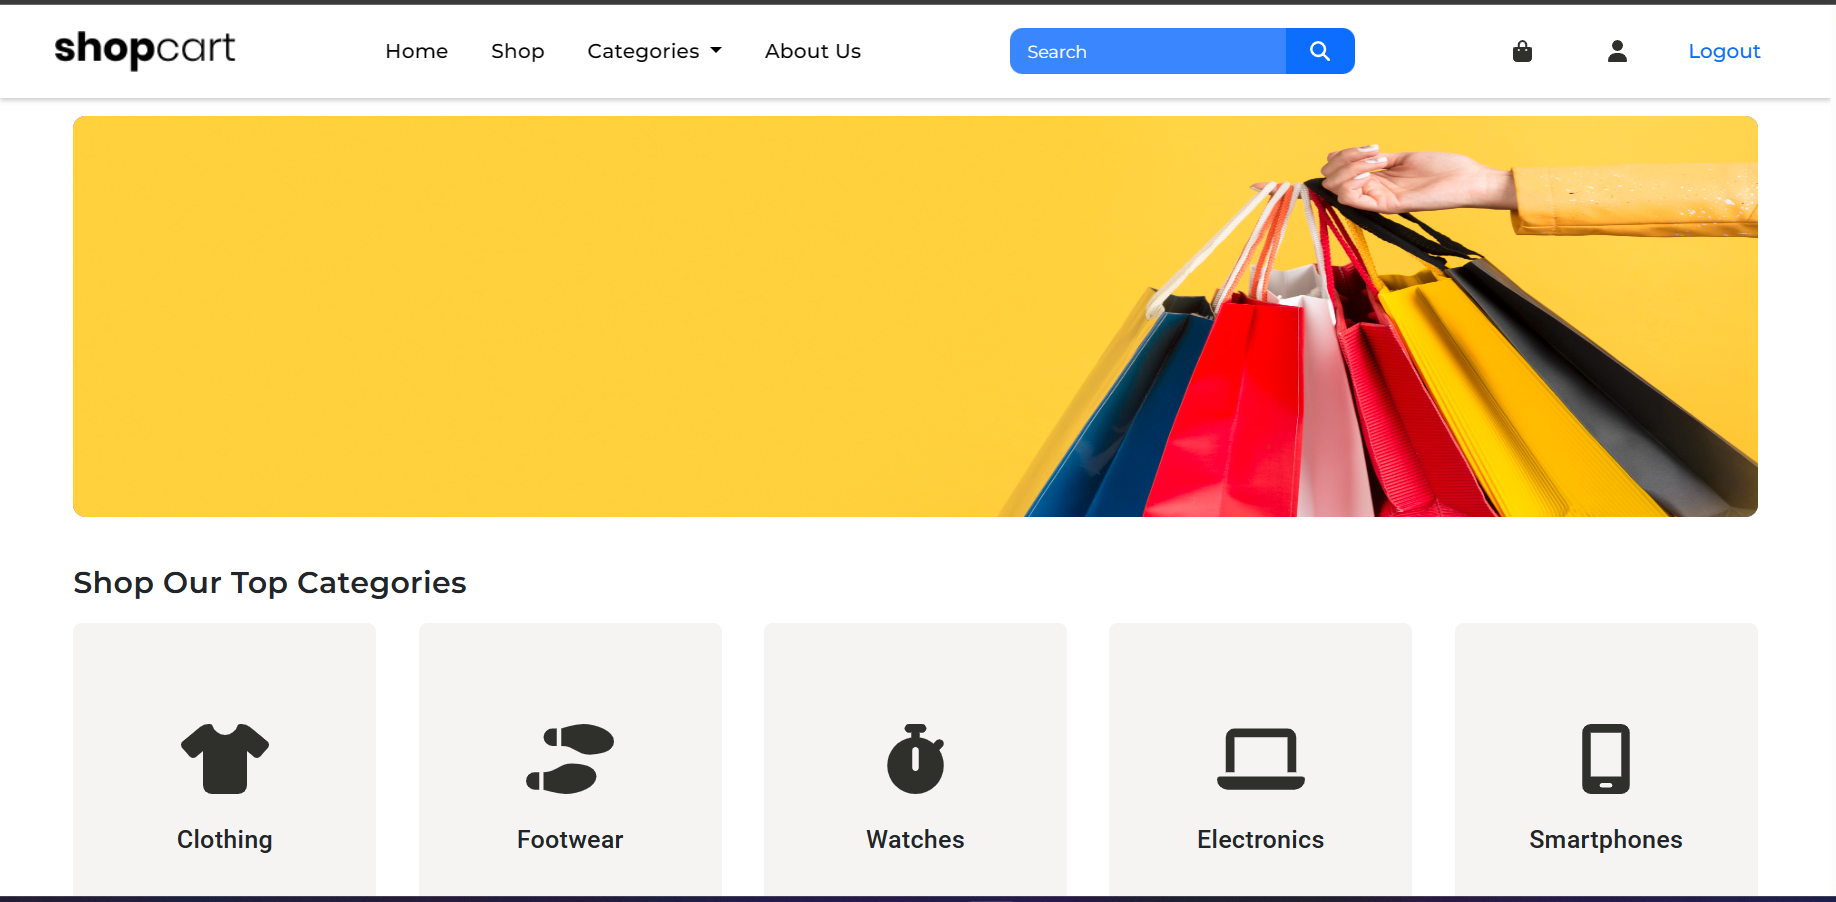 shopcart
Home Shop Categories About Us Search Logout
Shop Our Top Categories
Clothing Footwear Watches Electronics Smartphones